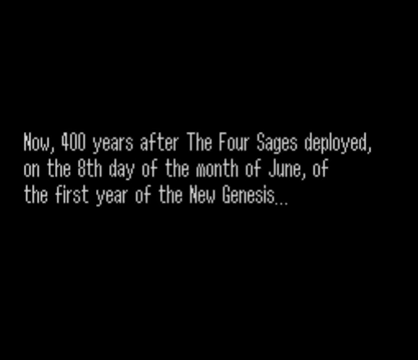 Now, 400 years after The Four Sages deployed,
on the 8th day of the month of June, of
the first year of the New Genesis...